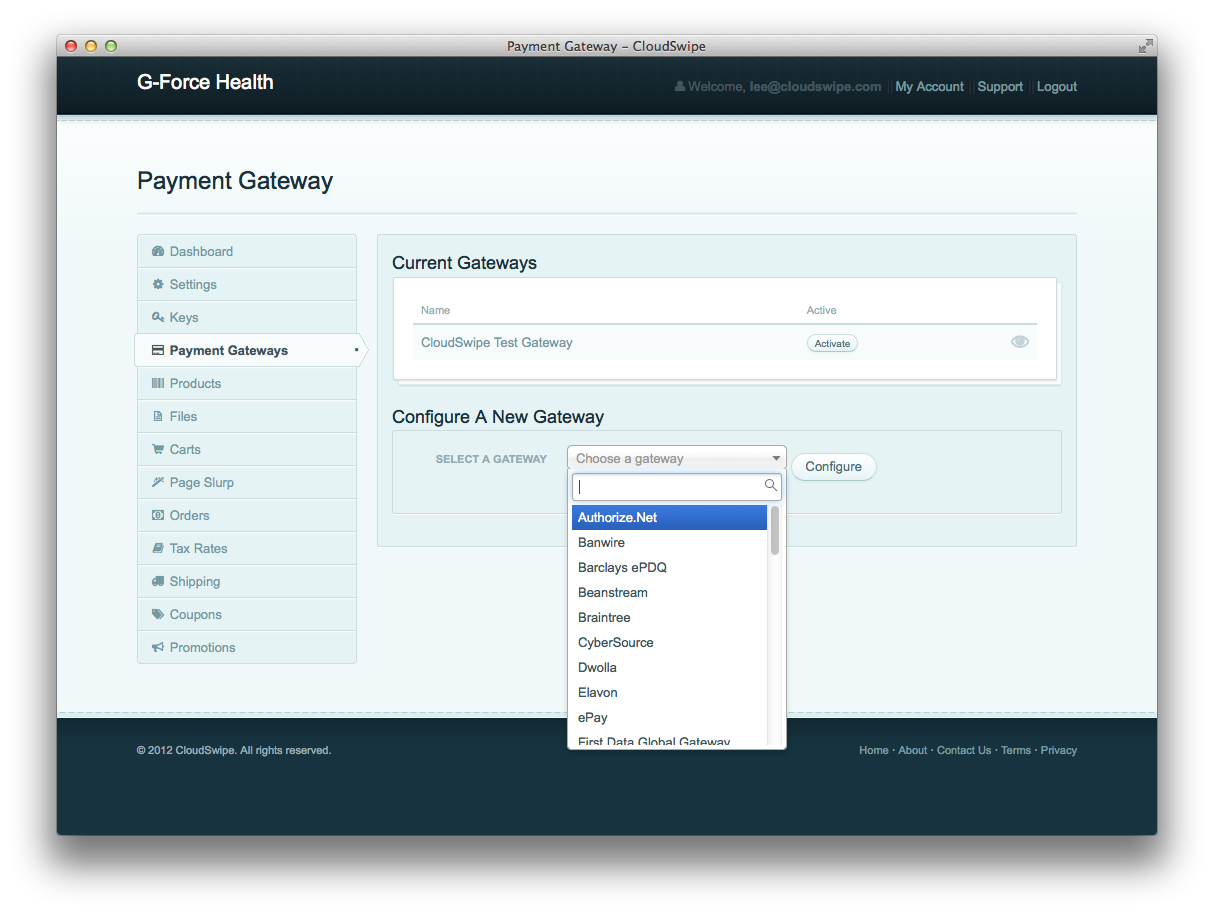 Payment Gateway – CloudSwipe
G-Force Health
Welcome, lee@cloudswipe.com My Account Support Logout
Payment Gateway
Dashboard
Settings
Keys
Payment Gateways
Products
Files
Carts
Page Slurp
Orders
Tax Rates
Shipping
Coupons
Promotions
Current Gateways
Name Active
CloudSwipe Test Gateway Activate
Configure A New Gateway
SELECT A GATEWAY Choose a gateway Configure
Authorize.Net
Banwire
Barclays ePDQ
Beanstream
Braintree
CyberSource
Dwolla
Elavon
ePay
First Data Global Gateway
© 2012 CloudSwipe. All rights reserved.
Home · About · Contact Us · Terms · Privacy